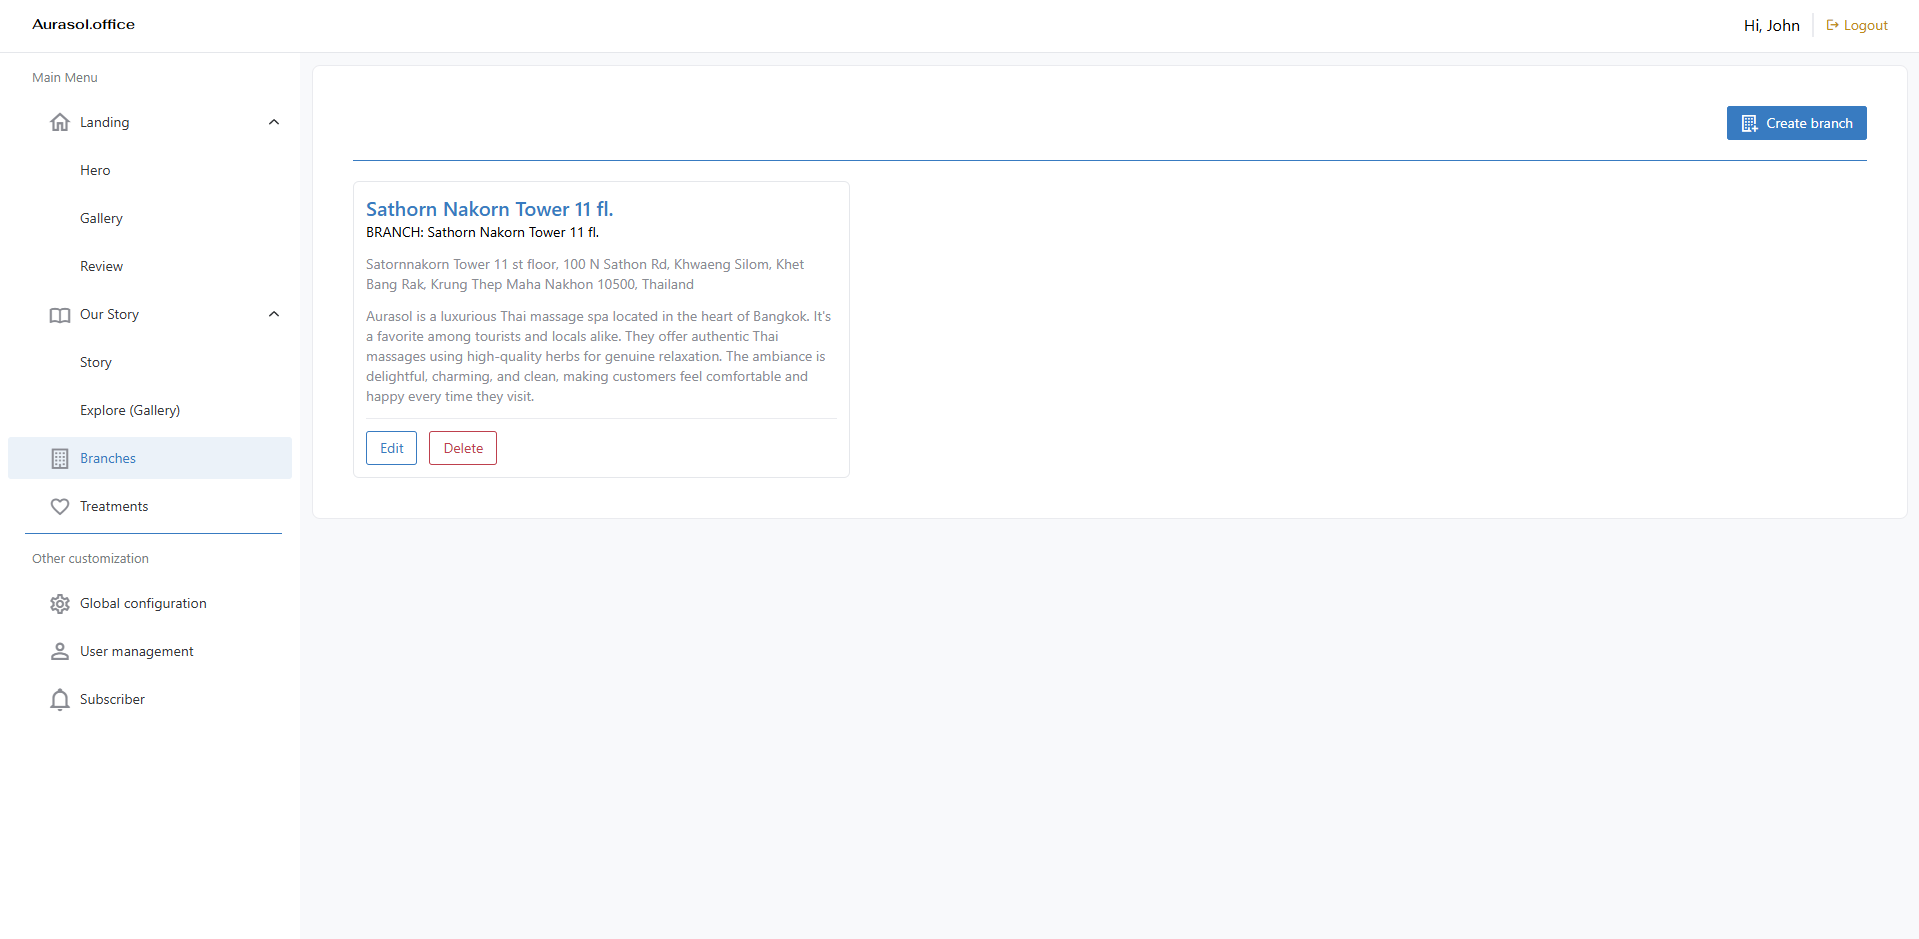 Aurasol.office
Hi, John
Logout
Main Menu
Landing
Hero
Gallery
Review
Our Story
Story
Explore (Gallery)
Branches
Treatments
Other customization
Global configuration
User management
Subscriber
Create branch
Sathorn Nakorn Tower 11 fl.
BRANCH: Sathorn Nakorn Tower 11 fl.
Satornnakorn Tower 11 st floor, 100 N Sathon Rd, Khwaeng Silom, Khet
Bang Rak, Krung Thep Maha Nakhon 10500, Thailand
Aurasol is a luxurious Thai massage spa located in the heart of Bangkok. It's
a favorite among tourists and locals alike. They offer authentic Thai
massages using high-quality herbs for genuine relaxation. The ambiance is
delightful, charming, and clean, making customers feel comfortable and
happy every time they visit.
Edit
Delete